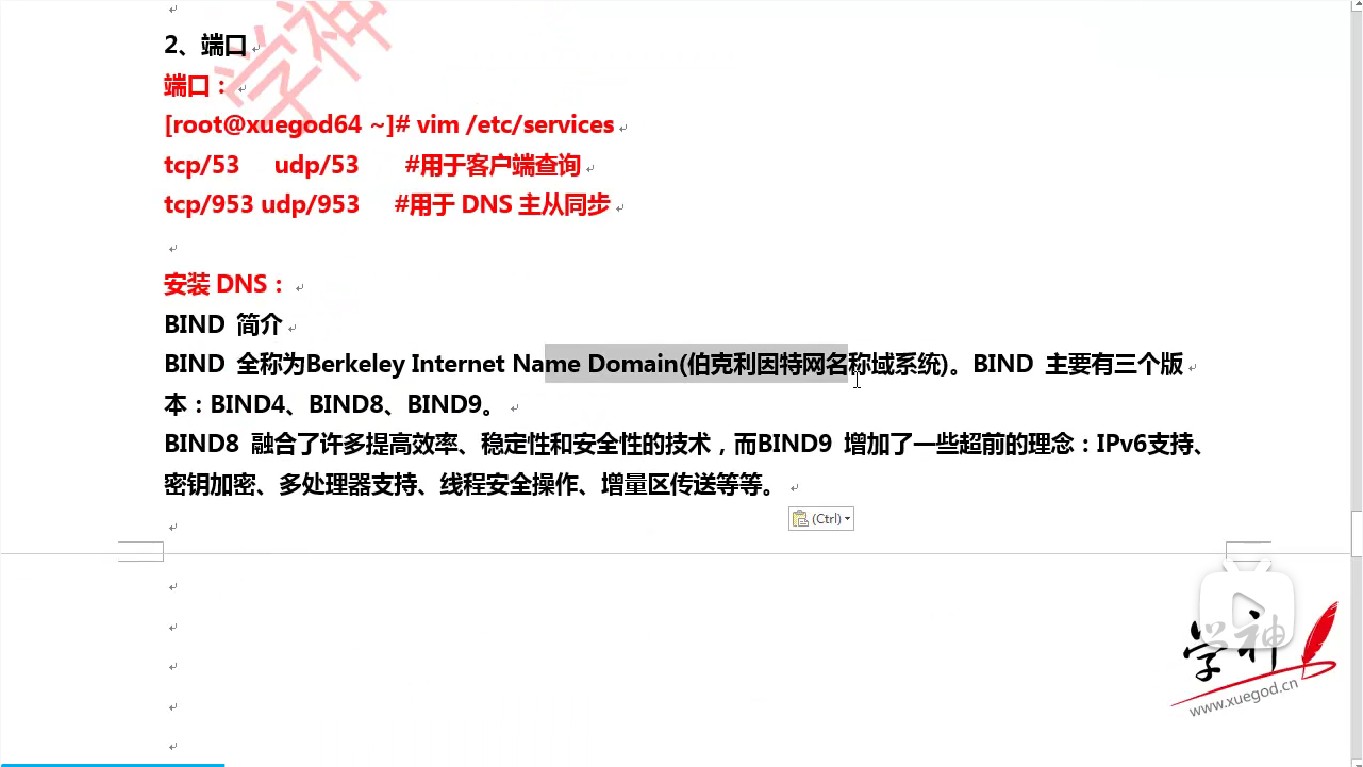 2、端口
端口：
[root@xuegod64 ~]# vim /etc/services
tcp/53 udp/53 #用于客户端查询
tcp/953 udp/953 #用于 DNS 主从同步
安装 DNS：
BIND 简介
BIND 全称为Berkeley Internet Name Domain(伯克利因特网名称域系统)。BIND 主要有三个版
本：BIND4、BIND8、BIND9。
BIND8 融合了许多提高效率、稳定性和安全性的技术，而BIND9 增加了一些超前的理念：IPv6支持、
密钥加密、多处理器支持、线程安全操作、增量区传送等等。
(Ctrl)
学神
www.xuegod.cn
学神